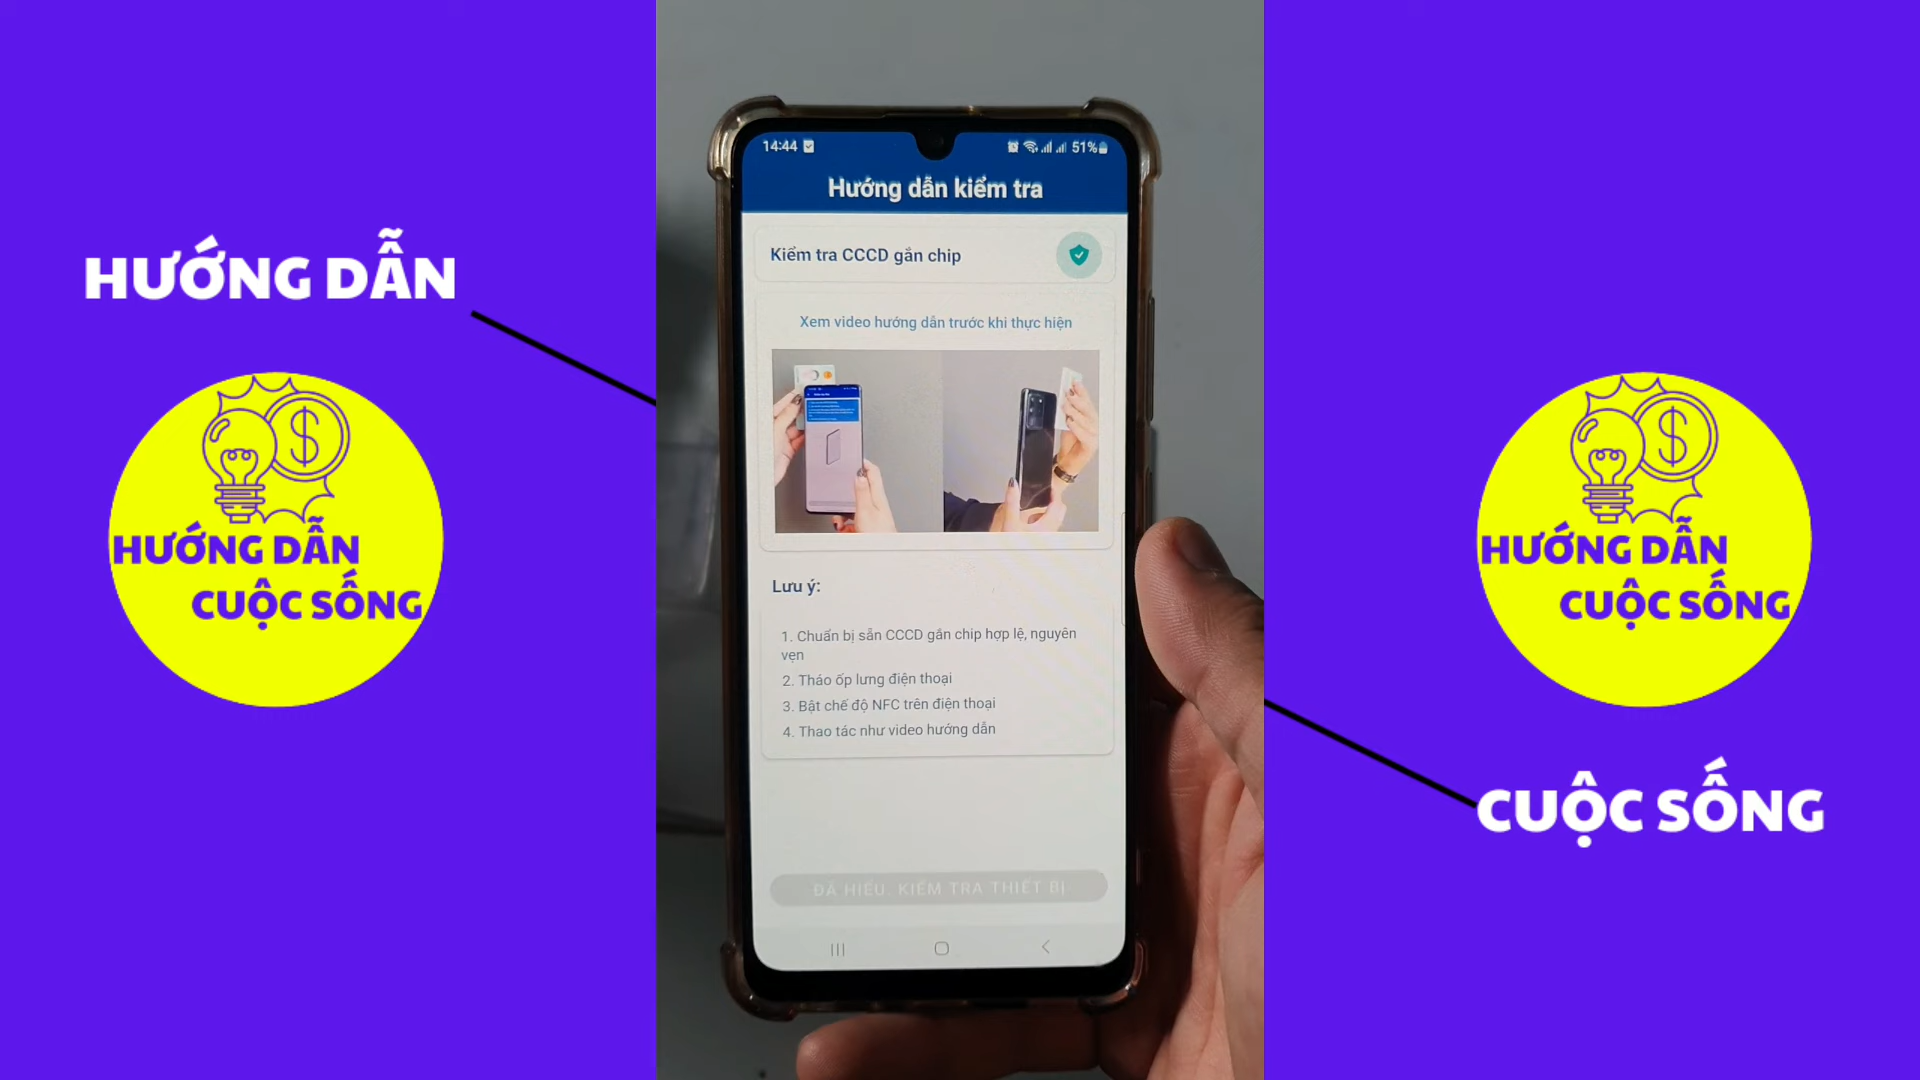 HƯỚNG DẪN
HƯỚNG DẪN
CUỘC SỐNG
14:44
51%
Hướng dẫn kiểm tra
Kiểm tra CCCD gắn chip
Xem video hướng dẫn trước khi thực hiện
Lưu ý:
1. Chuẩn bị sẵn CCCD gắn chip hợp lệ, nguyên
vẹn
2. Tháo ốp lưng điện thoại
3. Bật chế độ NFC trên điện thoại
4. Thao tác như video hướng dẫn
ĐÃ HIỂU. KIỂM TRA THIẾT BỊ
HƯỚNG DẪN
CUỘC SỐNG
CUỘC SỐNG